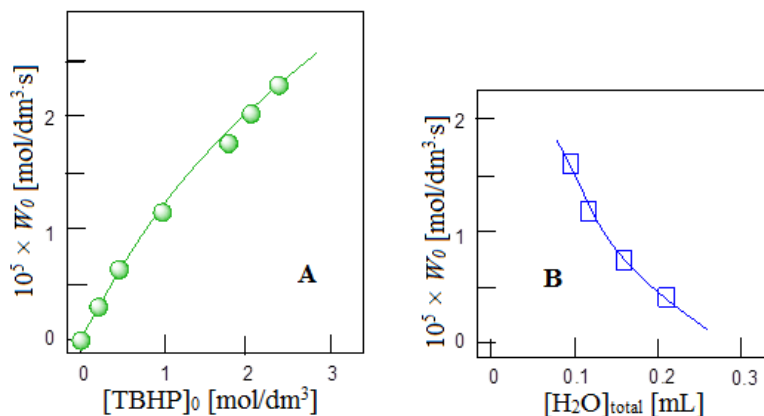 10⁵ × W₀ [mol/dm³·s]
2
1
0
A
0 1 2 3
[TBHP]₀ [mol/dm³]
10⁵ × W₀ [mol/dm³·s]
2
1
0
B
0 0.1 0.2 0.3
[H₂O]total [mL]